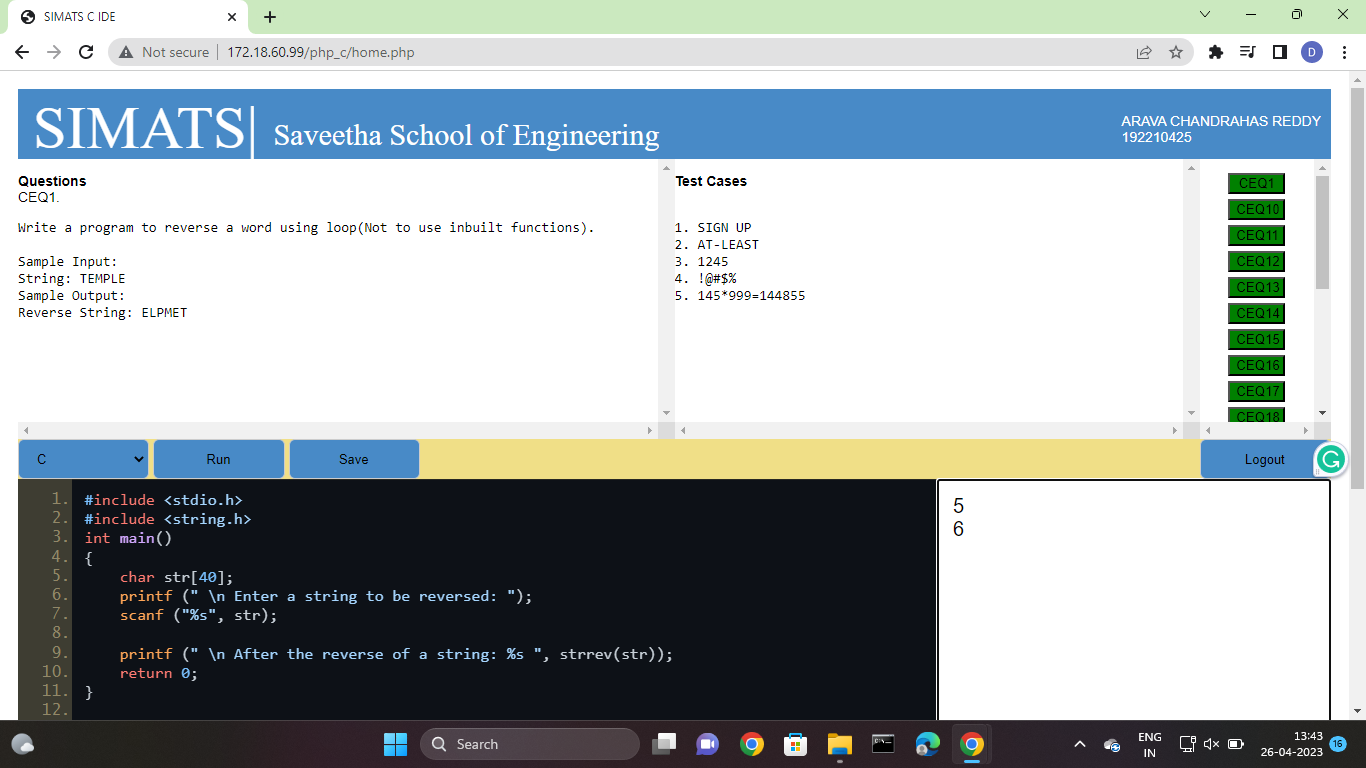 SIMATS C IDE
Not secure
172.18.60.99/php_c/home.php
D
SIMATS|
Saveetha School of Engineering
ARAVA CHANDRAHAS REDDY
192210425
Questions
CEQ1.
Write a program to reverse a word using loop(Not to use inbuilt functions).
Sample Input:
String: TEMPLE
Sample Output:
Reverse String: ELPMET
Test Cases
1. SIGN UP
2. AT-LEAST
3. 1245
4. !@#$%
5. 145*999=144855
CEQ1
CEQ10
CEQ11
CEQ12
CEQ13
CEQ14
CEQ15
CEQ16
CEQ17
CEQ18
C
Run
Save
Logout
1. #include <stdio.h>
2. #include <string.h>
3. int main()
4. {
5. char str[40];
6. printf (" \n Enter a string to be reversed: ");
7. scanf ("%s", str);
8.
9. printf (" \n After the reverse of a string: %s ", strrev(str));
10. return 0;
11. }
12.
5
6
Search
ENG
IN
13:43
26-04-2023
16